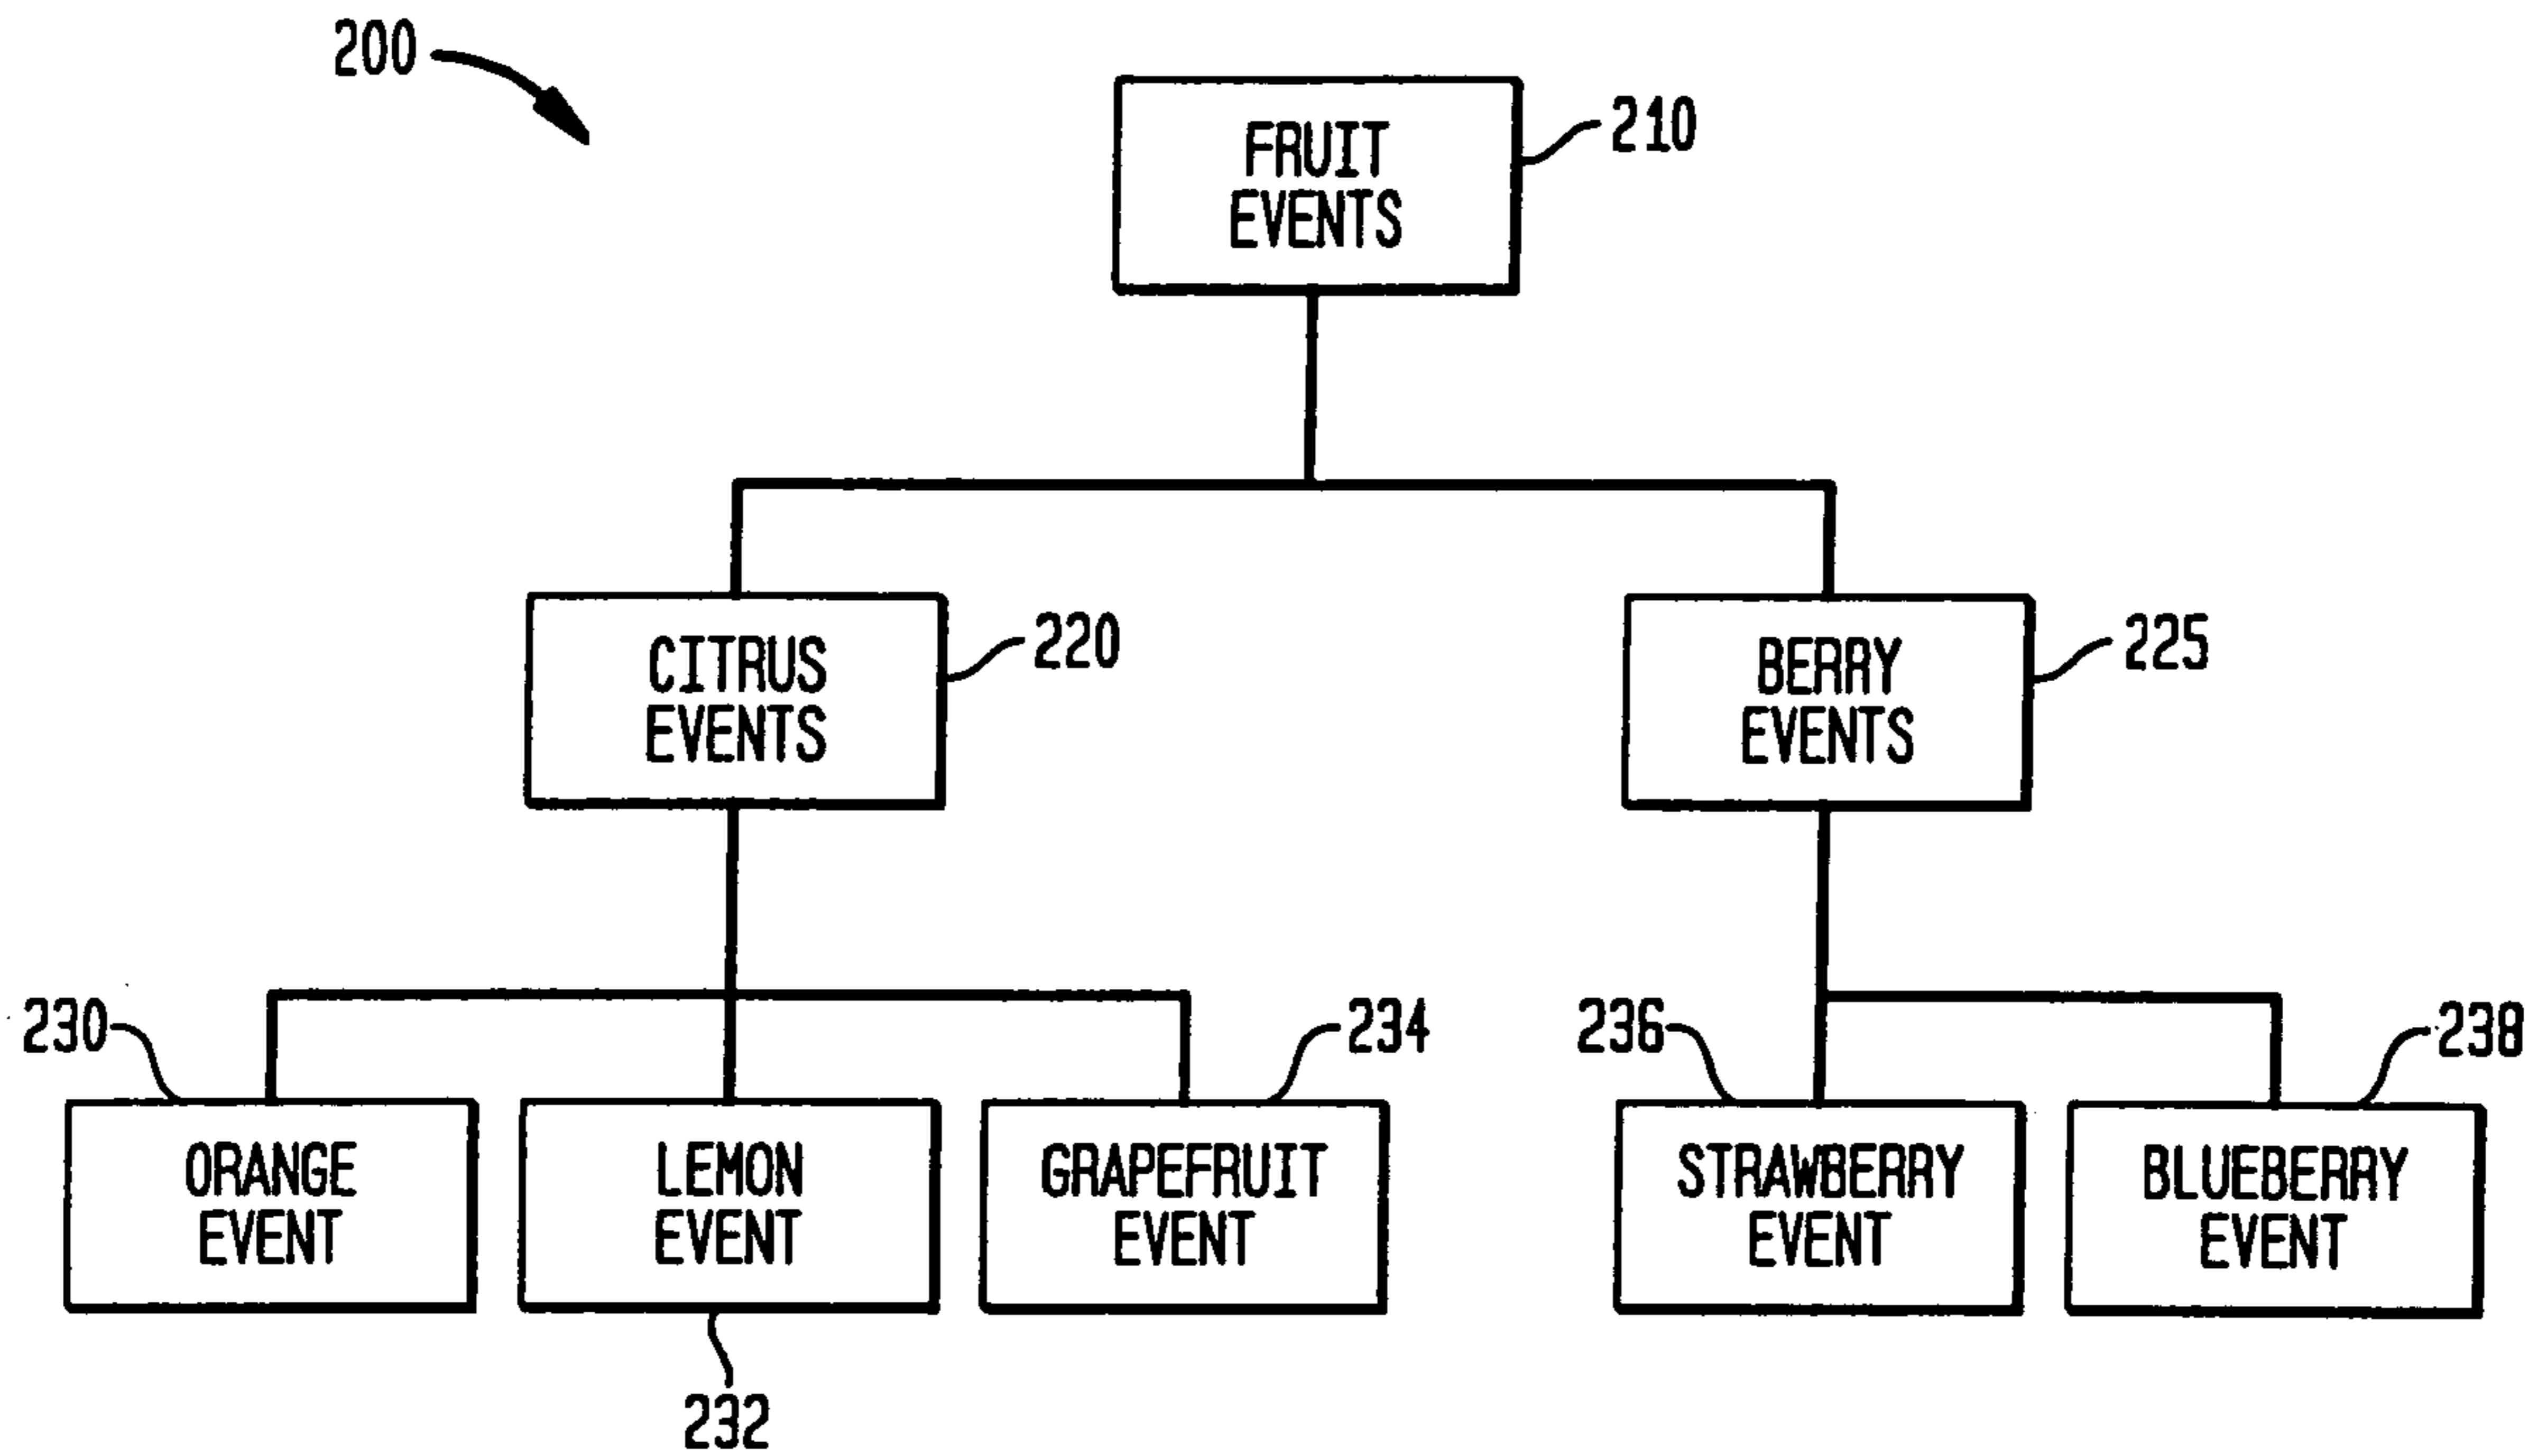 200
FRUIT
EVENTS
210
CITRUS
EVENTS
220
BERRY
EVENTS
225
230
234
236
238
ORANGE
EVENT
LEMON
EVENT
GRAPEFRUIT
EVENT
STRAWBERRY
EVENT
BLUEBERRY
EVENT
232